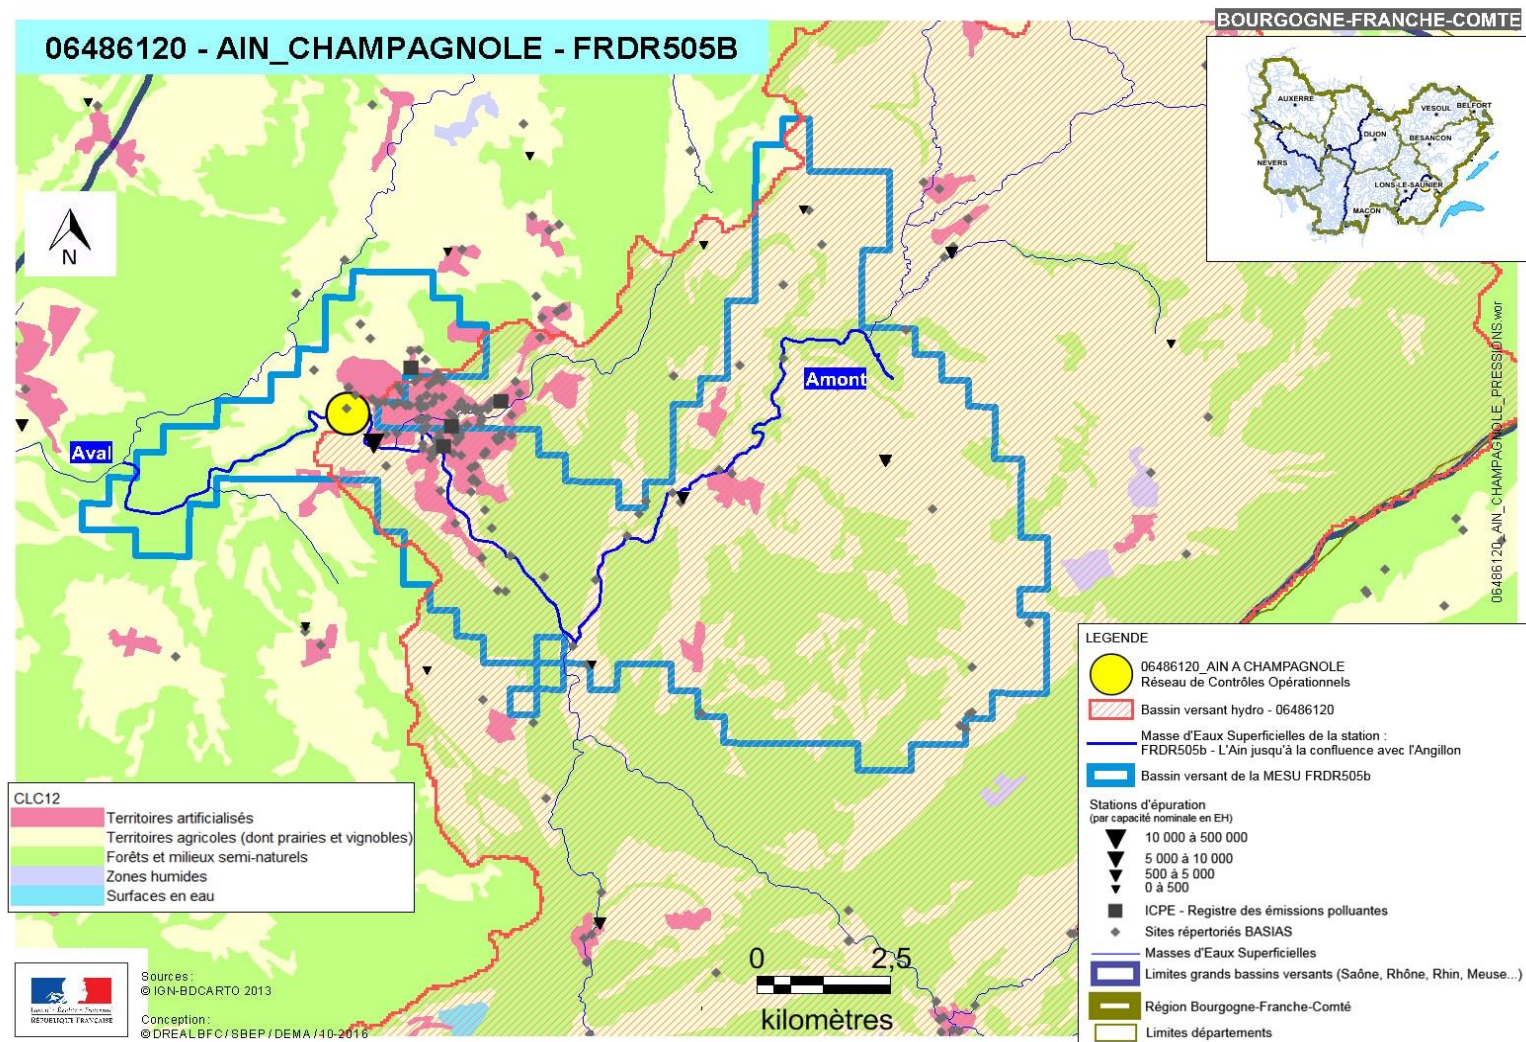 BOURGOGNE-FRANCHE-COMTE
06486120 - AIN_CHAMPAGNOLE - FRDR505B
AUXERRE
VESOUL
BELFORT
DIJON
BESANCON
NEVERS
LONS-LE-SAUNIER
MACON
N
Amont
Aval
06486120_AIN_CHAMPAGNOLE_PRESSIONS.wor
LEGENDE
06486120_AIN A CHAMPAGNOLE
Réseau de Contrôles Opérationnels
Bassin versant hydro - 06486120
Masse d'Eaux Superficielles de la station :
FRDR505b - L'Ain jusqu'à la confluence avec l'Angillon
Bassin versant de la MESU FRDR505b
Stations d'épuration
(par capacité nominale en EH)
10 000 à 500 000
5 000 à 10 000
500 à 5 000
0 à 500
ICPE - Registre des émissions polluantes
Sites répertoriés BASIAS
Masses d'Eaux Superficielles
Limites grands bassins versants (Saône, Rhône, Rhin, Meuse...)
Région Bourgogne-Franche-Comté
Limites départements
CLC12
Territoires artificialisés
Territoires agricoles (dont prairies et vignobles)
Forêts et milieux semi-naturels
Zones humides
Surfaces en eau
0 2,5
kilomètres
Liberté • Égalité • Fraternité
RÉPUBLIQUE FRANÇAISE
Sources :
© IGN-BDCARTO 2013
Conception :
© DREAL BFC / SBEP / DEMA / 10-2016